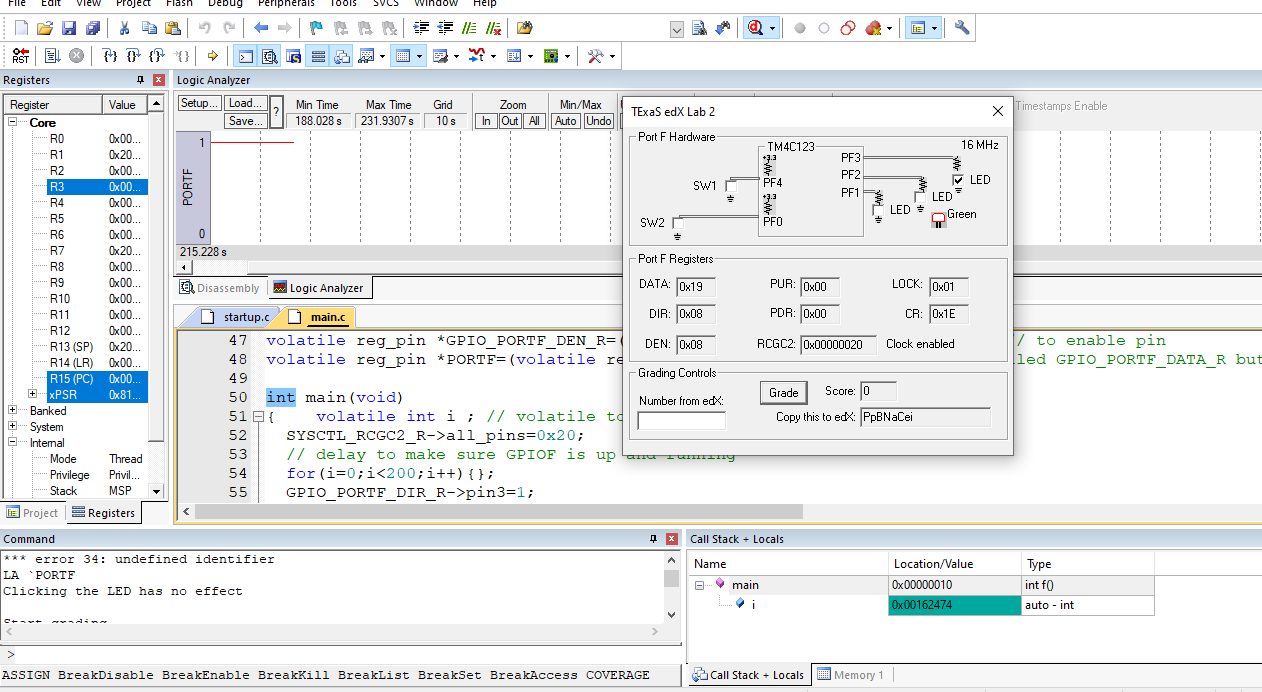 File Edit View Project Flash Debug Peripherals Tools SVCS Window Help
Registers
Register Value
Core
R0 0x00...
R1 0x20...
R2 0x00...
R3 0x00...
R4 0x00...
R5 0x00...
R6 0x00...
R7 0x20...
R8 0x00...
R9 0x00...
R10 0x00...
R11 0x00...
R12 0x00...
R13 (SP) 0x20...
R14 (LR) 0x00...
R15 (PC) 0x00...
xPSR 0x81...
Banked
System
Internal
Mode Thread
Privilege Privil...
Stack MSP
Project Registers
Logic Analyzer
Setup... Load... Save... ?
Min Time Max Time Grid Zoom Min/Max
188.028 s 231.9307 s 10 s In Out All Auto Undo
Timestamps Enable
1
PORTF
0
215.228 s
Disassembly Logic Analyzer
startup.c main.c
47 volatile reg_pin *GPIO_PORTF_DEN_R=( / to enable pin
48 volatile reg_pin *PORTF=(volatile re led GPIO_PORTF_DATA_R but
49
50 int main(void)
51 { volatile int i ; // volatile to
52 SYSCTL_RCGC2_R->all_pins=0x20;
53 // delay to make sure GPIOF is up and running
54 for(i=0;i<200;i++){};
55 GPIO_PORTF_DIR_R->pin3=1;
TExaS edX Lab 2
Port F Hardware
TM4C123
16 MHz
+3.3
PF3
PF2
PF1
PF4
+3.3
PF0
SW1
SW2
LED
LED
LED
Green
Port F Registers
DATA: 0x19 PUR: 0x00 LOCK: 0x01
DIR: 0x08 PDR: 0x00 CR: 0x1E
DEN: 0x08 RCGC2: 0x00000020 Clock enabled
Grading Controls
Number from edX: Grade Score: 0
Copy this to edX: PpBNaCei
Command
*** error 34: undefined identifier
LA `PORTF
Clicking the LED has no effect
Start grading
>
ASSIGN BreakDisable BreakEnable BreakKill BreakList BreakSet BreakAccess COVERAGE
Call Stack + Locals
Name Location/Value Type
main 0x00000010 int f()
i 0x00162474 auto - int
Call Stack + Locals Memory 1